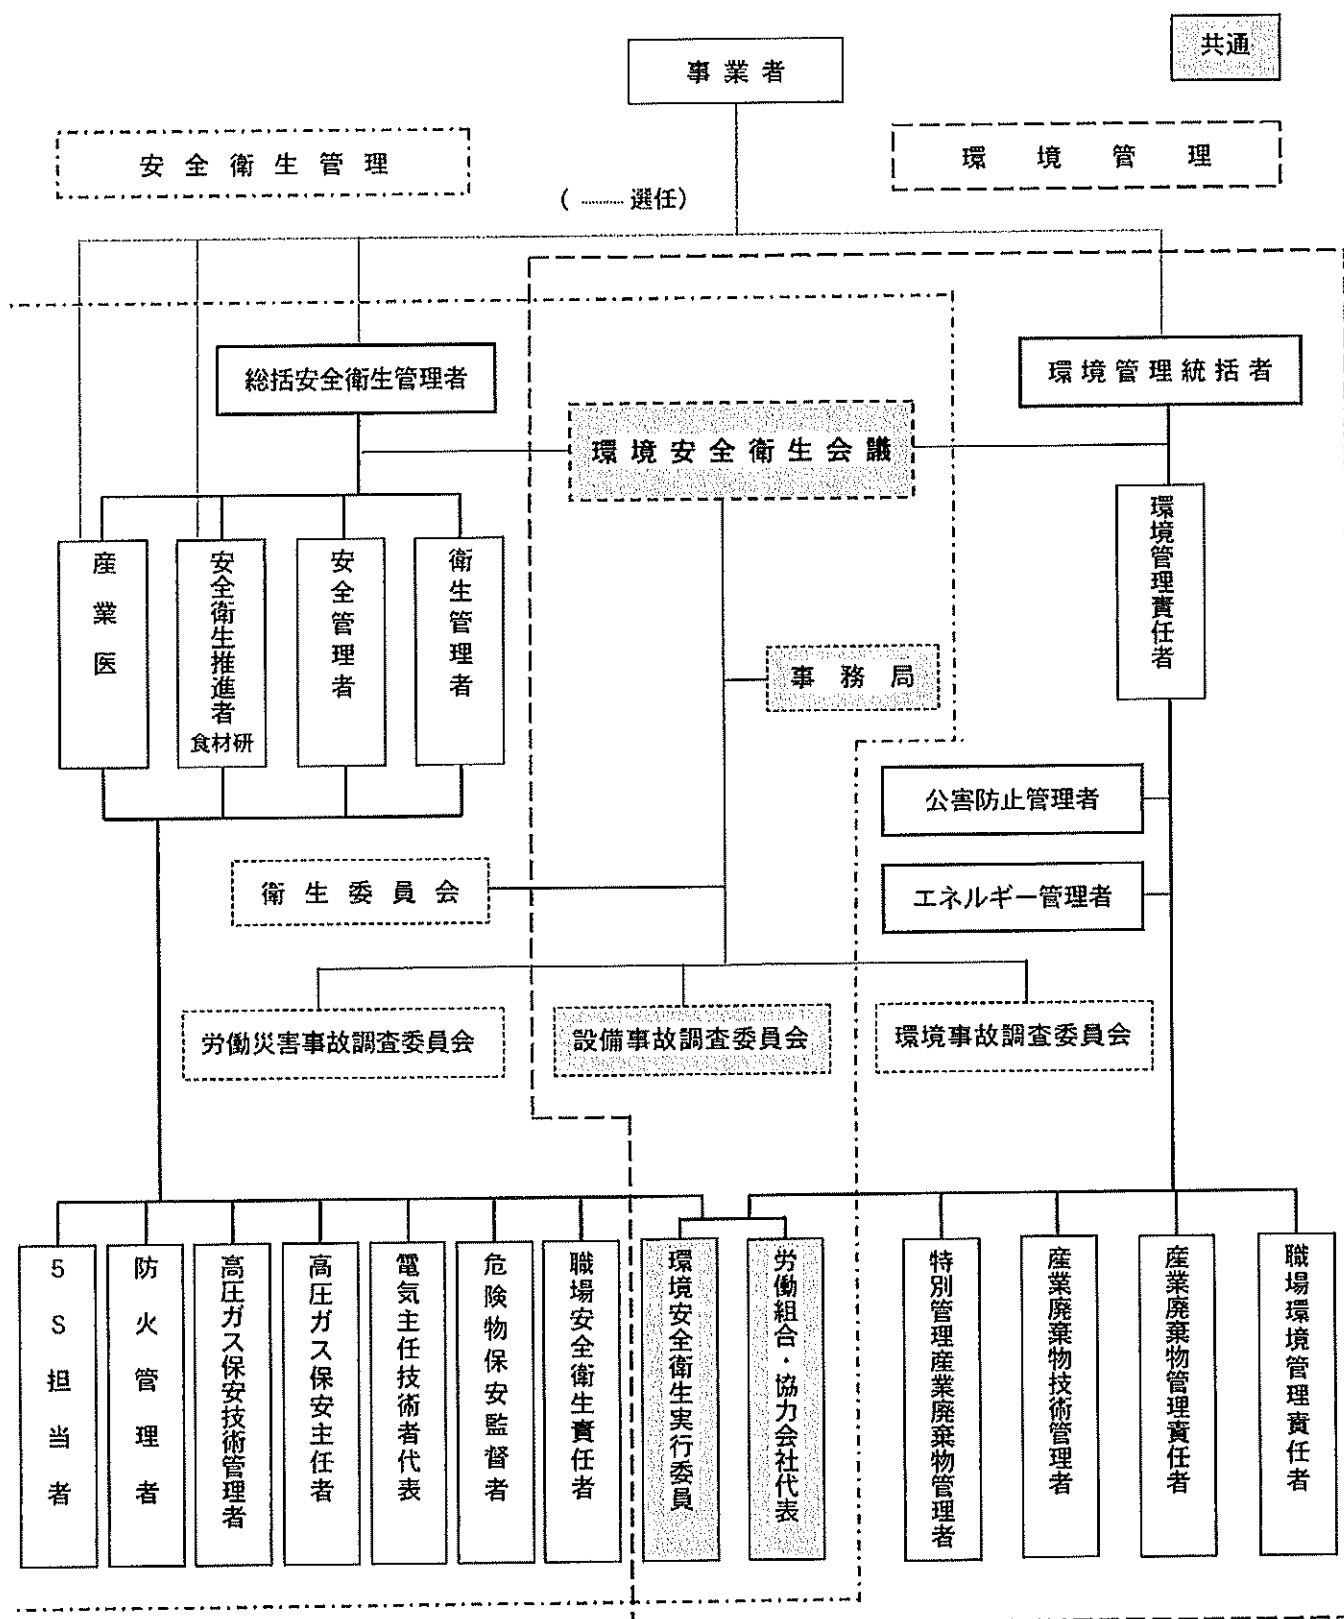 共通
事業者
安全衛生管理
環境管理
( …… 選任)
総括安全衛生管理者
環境管理統括者
環境安全衛生会議
産業医
安全衛生推進者
食材研
安全管理者
衛生管理者
環境管理責任者
事務局
公害防止管理者
エネルギー管理者
衛生委員会
労働災害事故調査委員会
設備事故調査委員会
環境事故調査委員会
5S担当者
防火管理者
高圧ガス保安技術管理者
高圧ガス保安主任者
電気主任技術者代表
危険物保安監督者
職場安全衛生責任者
環境安全衛生実行委員
労働組合・協力会社代表
特別管理産業廃棄物管理者
産業廃棄物技術管理者
産業廃棄物管理責任者
職場環境管理責任者